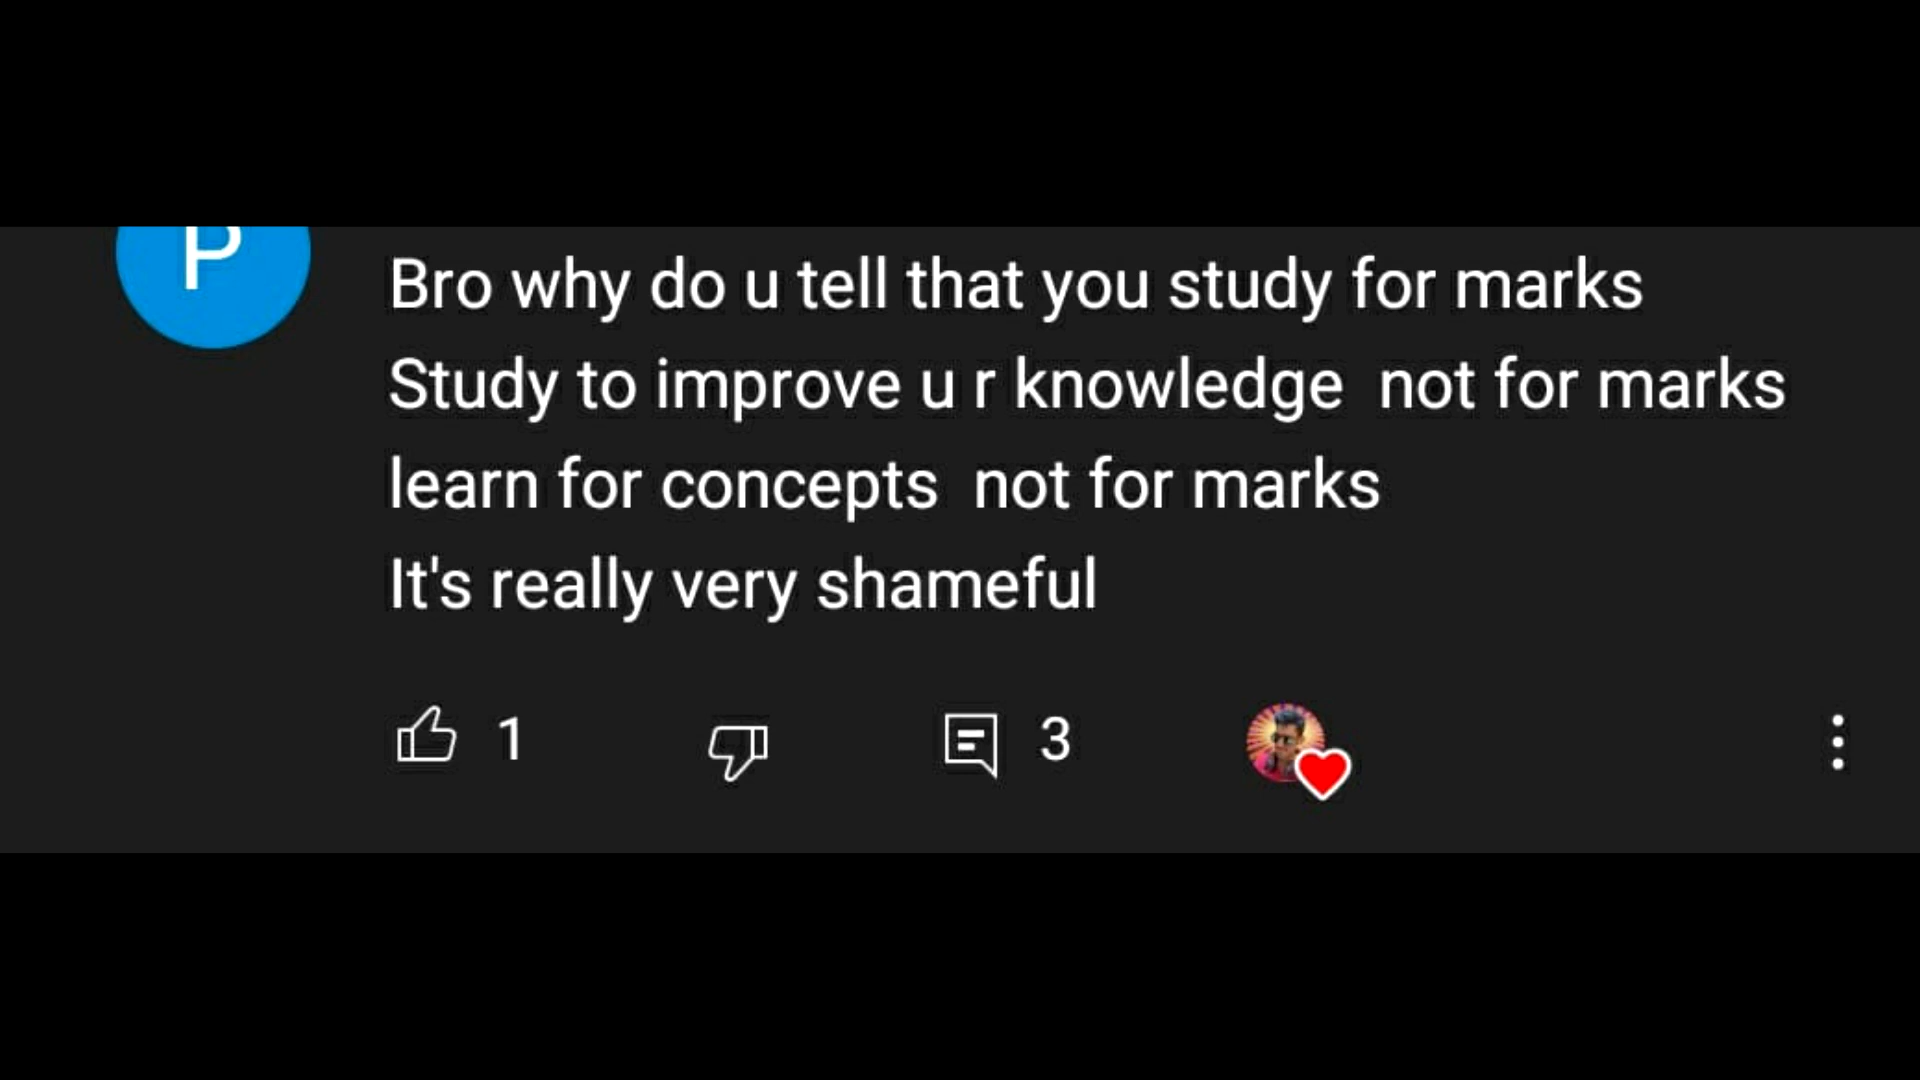 P
Bro why do u tell that you study for marks
Study to improve u r knowledge  not for marks
learn for concepts  not for marks
It's really very shameful
1 3